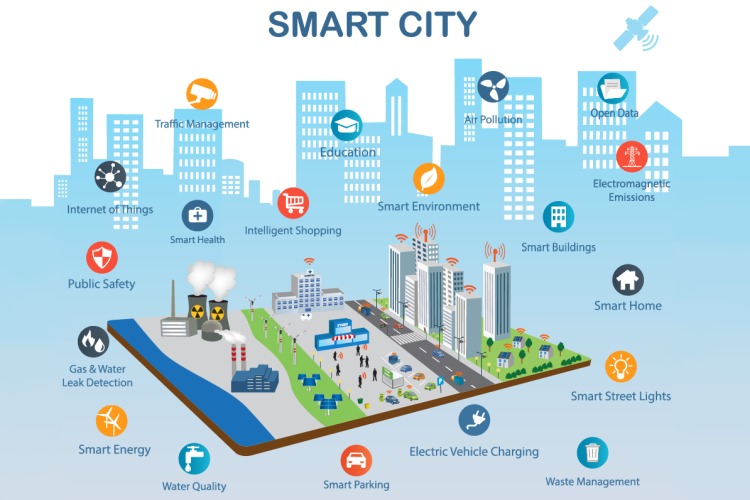 SMART CITY
Traffic Management
Education
Air Pollution
Open Data
Internet of Things
Smart Health
Intelligent Shopping
Smart Environment
Electromagnetic
Emissions
Smart Buildings
Public Safety
Smart Home
Gas & Water
Leak Detection
Smart Street Lights
Smart Energy
Water Quality
Smart Parking
Electric Vehicle Charging
Waste Management